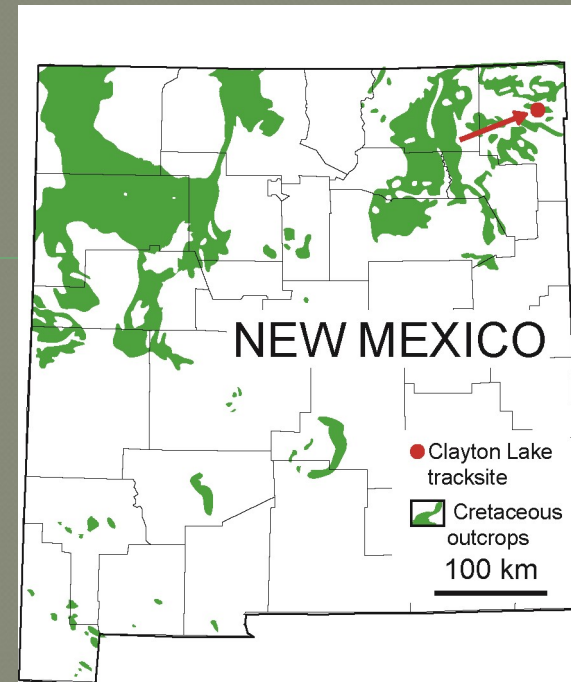 NEW MEXICO
Clayton Lake
tracksite
Cretaceous
outcrops
100 km